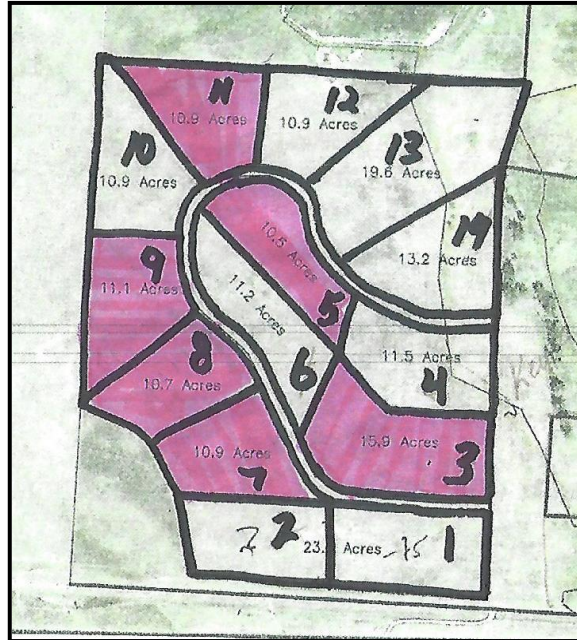 11
10.9 Acres
12
10.9 Acres
13
19.6 Acres
10
10.9 Acres
14
13.2 Acres
9
11.1 Acres
10.5 Acres
5
11.2 Acres
6
8
10.7 Acres
11.5 Acres
4
15.9 Acres
3
10.9 Acres
7
2
23. Acres
1